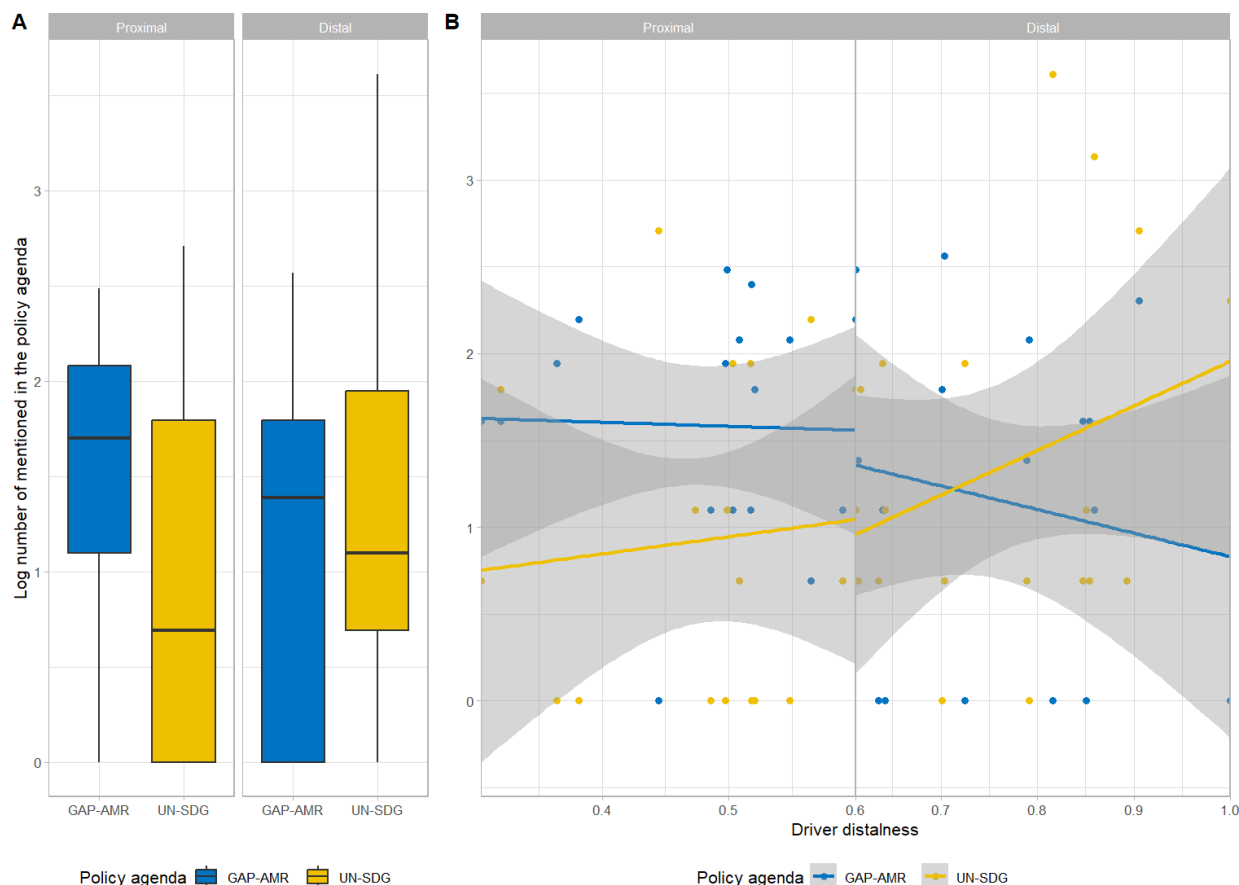 A
Proximal
Distal
Log number of mentioned in the policy agenda
3
2
1
0
GAP-AMR
UN-SDG
GAP-AMR
UN-SDG
Policy agenda GAP-AMR UN-SDG
B
Proximal
Distal
3
2
1
0
0.4
0.5
0.6
0.7
0.8
0.9
1.0
Driver distalness
Policy agenda GAP-AMR UN-SDG